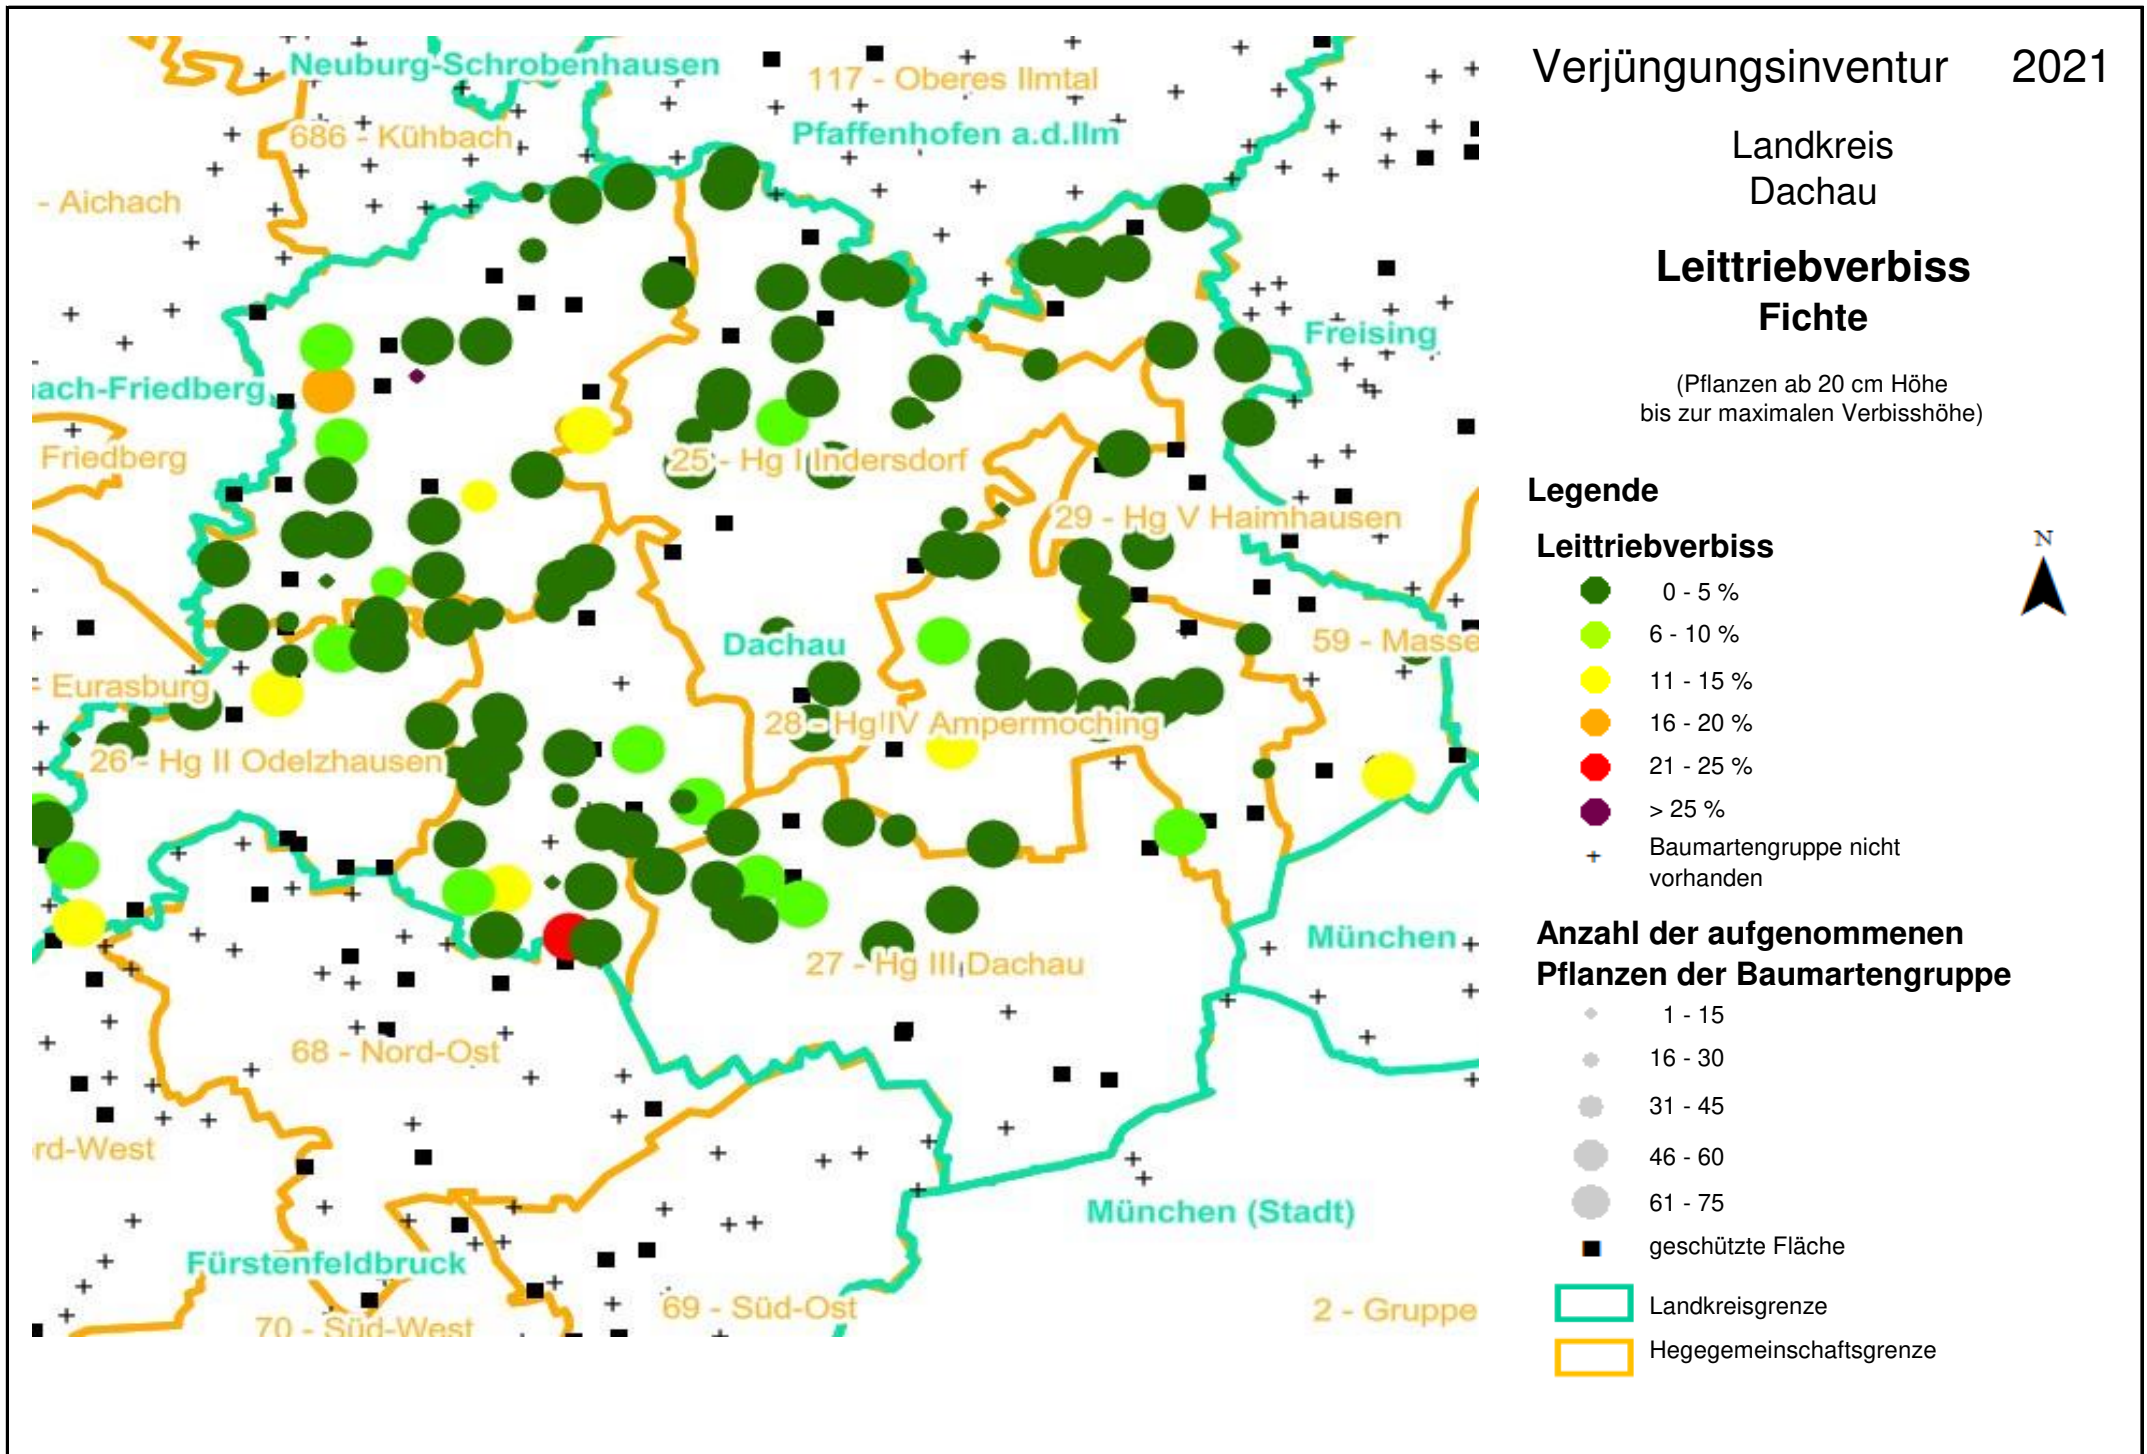 Verjüngungsinventur 2021
Landkreis
Dachau
Leittriebverbiss
Fichte
(Pflanzen ab 20 cm Höhe
bis zur maximalen Verbisshöhe)
Legende
Leittriebverbiss
0 - 5 %
6 - 10 %
11 - 15 %
16 - 20 %
21 - 25 %
> 25 %
Baumartengruppe nicht
vorhanden
Anzahl der aufgenommenen
Pflanzen der Baumartengruppe
1 - 15
16 - 30
31 - 45
46 - 60
61 - 75
geschützte Fläche
Landkreisgrenze
Hegegemeinschaftsgrenze
N
Neuburg-Schrobenhausen
117 - Oberes Ilmtal
686 - Kühbach
Pfaffenhofen a.d.Ilm
- Aichach
Freising
ach-Friedberg
Friedberg
25 - Hg I Indersdorf
29 - Hg V Haimhausen
Dachau
59 - Masse
- Eurasburg
28 - Hg IV Ampermoching
26 - Hg II Odelzhausen
München
27 - Hg III Dachau
68 - Nord-Ost
rd-West
München (Stadt)
Fürstenfeldbruck
69 - Süd-Ost
2 - Gruppe
70 - Süd-West